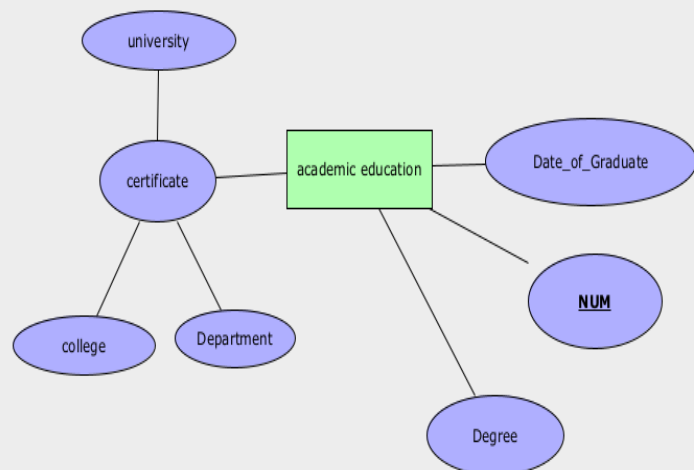 university
certificate
academic education
Date_of_Graduate
NUM
college
Department
Degree